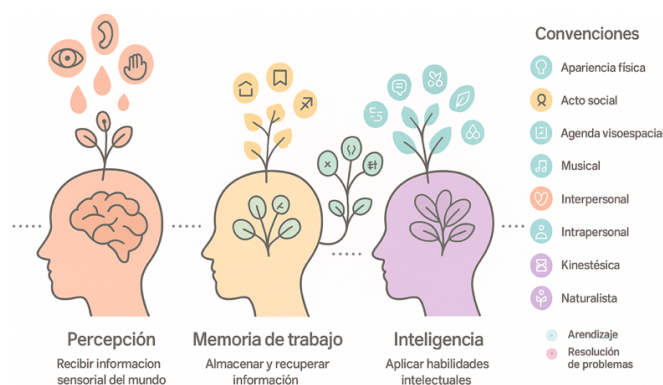 Convenciones
Apariencia física
Acto social
Agenda visoespacial
Musical
Interpersonal
Intrapersonal
Kinestésica
Naturalista
Arendizaje
Resolución
de problemas
Percepción
Recibir informacion
sensorial del mundo
Memoria de trabajo
Almacenar y recuperar
información
Inteligencia
Aplicar habilidades
intelectuales